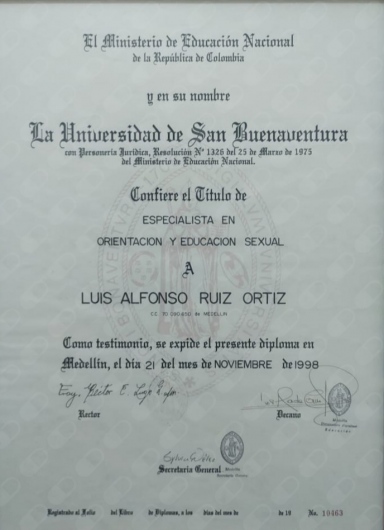 El Ministerio de Educación Nacional
de la República de Colombia
y en su nombre
La Universidad de San Buenaventura
con Personería Jurídica, Resolución Nº 1326 del 25 de Marzo de 1975
del Ministerio de Educación Nacional.
Confiere el Título de
ESPECIALISTA EN
ORIENTACION Y EDUCACION SEXUAL
A
LUIS ALFONSO RUIZ ORTIZ
de MEDELLIN
Como testimonio, se expide el presente diploma en
Medellín, el día 21 del mes de NOVIEMBRE de 1998
Rector
Decano
Secretaria General
Registrado al Folio del Libro de Diplomas, a los días del mes de de 19 No. 10463